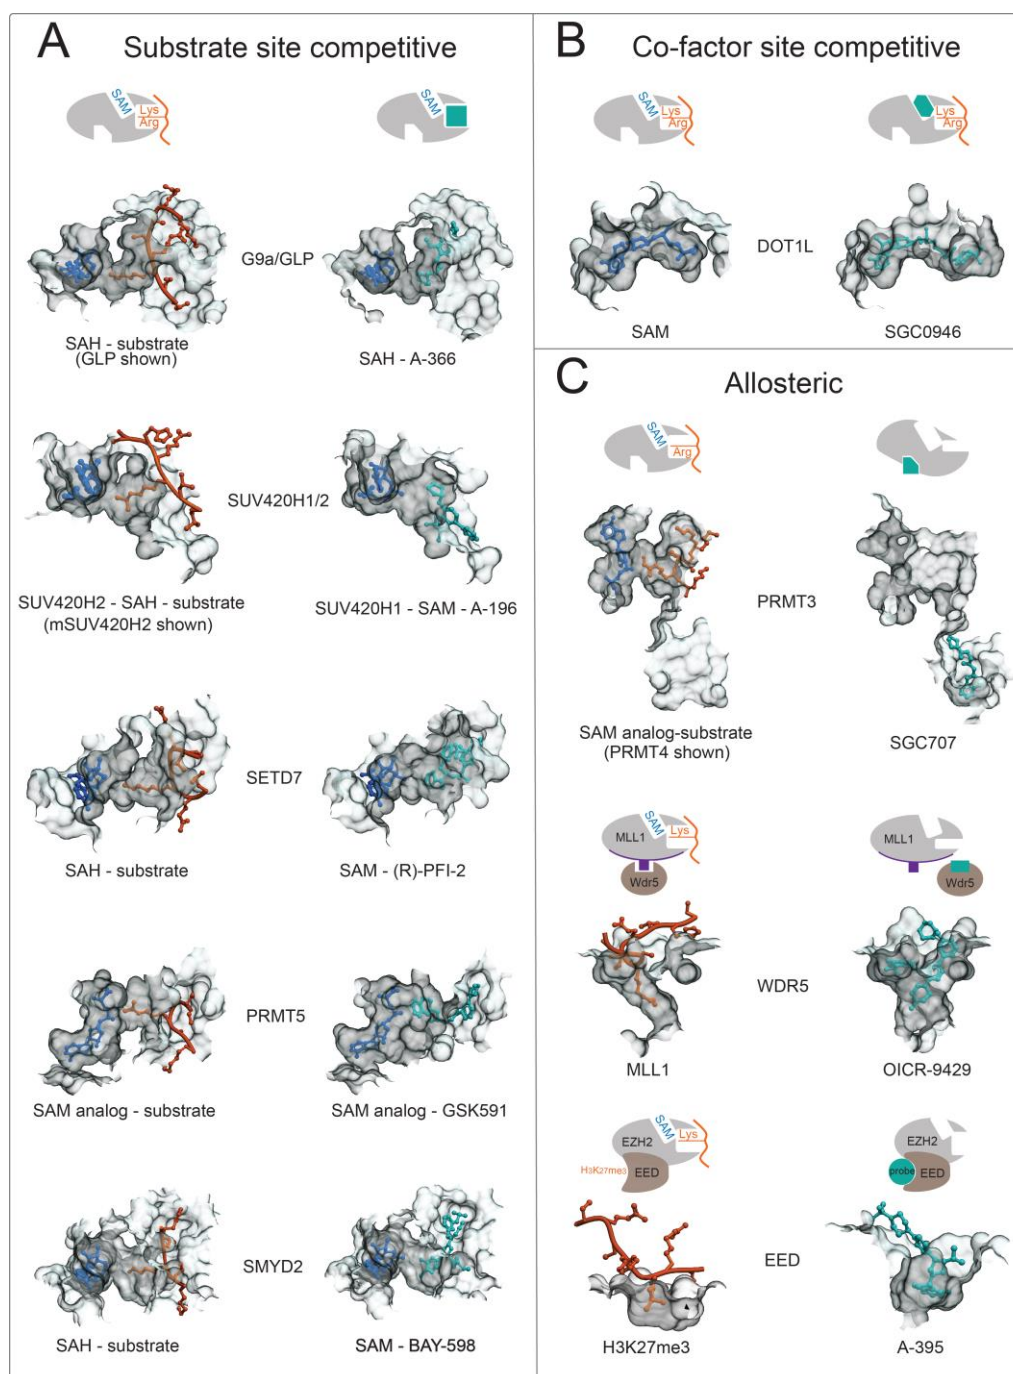 A
Substrate site competitive
SAM
Lys
Arg
SAM
G9a/GLP
SAH - substrate
(GLP shown)
SAH - A-366
SUV420H1/2
SUV420H2 - SAH - substrate
(mSUV420H2 shown)
SUV420H1 - SAM - A-196
SETD7
SAH - substrate
SAM - (R)-PFI-2
PRMT5
SAM analog - substrate
SAM analog - GSK591
SMYD2
SAH - substrate
SAM - BAY-598
B
Co-factor site competitive
SAM
Lys
Arg
Lys
Arg
DOT1L
SAM
SGC0946
C
Allosteric
SAM
Arg
PRMT3
SAM analog-substrate
(PRMT4 shown)
SGC707
MLL1
SAM
Lys
Wdr5
MLL1
Wdr5
WDR5
MLL1
OICR-9429
EZH2
SAM
Lys
EED
H3K27me3
EZH2
probe
EED
EED
H3K27me3
A-395